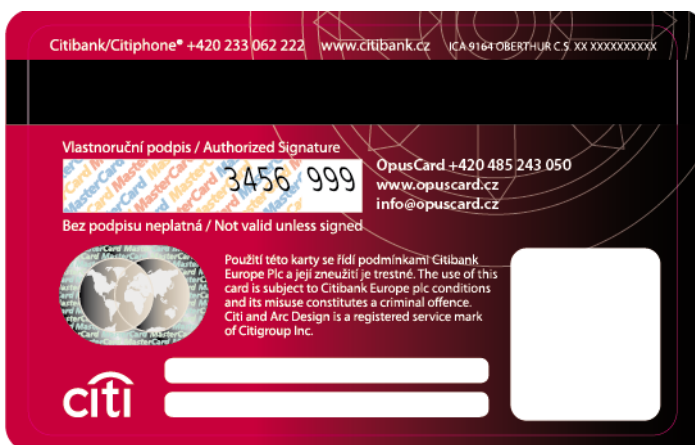 Citibank/Citiphone® +420 233 062 222 www.citibank.cz ICA 9164 OBERTHUR C.S. XX XXXXXXXXXX
Vlastnoruční podpis / Authorized Signature
3456 999
OpusCard +420 485 243 050
www.opuscard.cz
info@opuscard.cz
Bez podpisu neplatná / Not valid unless signed
Použití této karty se řídí podmínkami Citibank
Europe Plc a její zneužití je trestné. The use of this
card is subject to Citibank Europe plc conditions
and its misuse constitutes a criminal offence.
Citi and Arc Design is a registered service mark
of Citigroup Inc.
citi